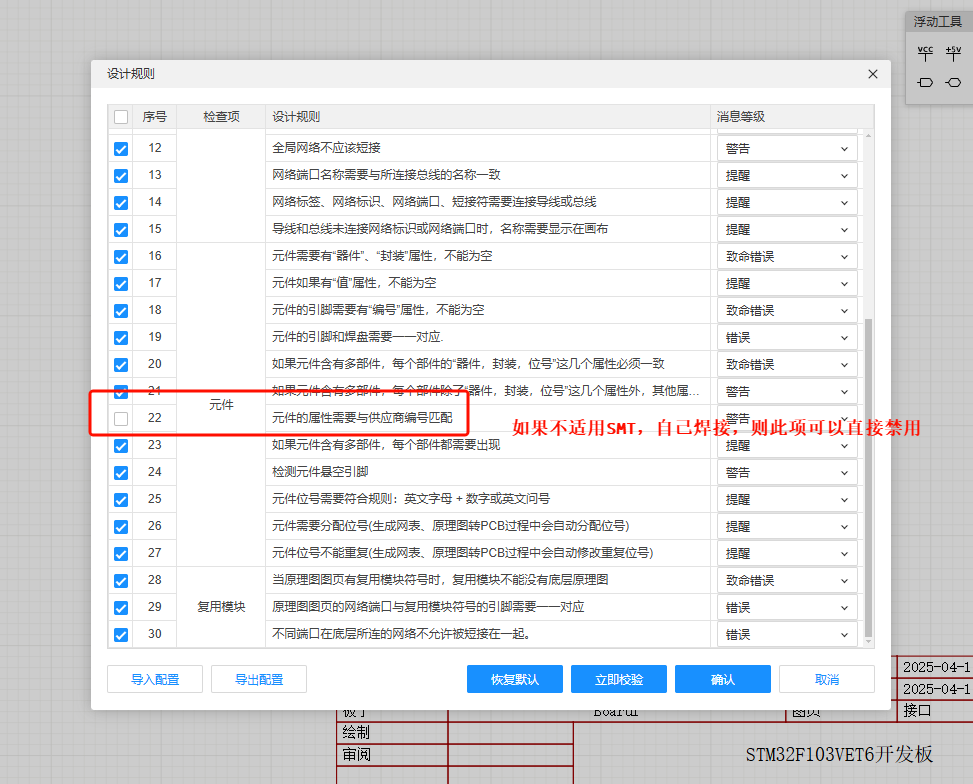 浮动工具
VCC +5V
设计规则
序号 检查项 设计规则 消息等级
12 全局网络不应该短接 警告
13 网络端口名称需要与所连接总线的名称一致 提醒
14 网络标签、网络标识、网络端口、短接符需要连接导线或总线 提醒
15 导线和总线未连接网络标识或网络端口时，名称需要显示在画布 提醒
16 元件需要有“器件”、“封装”属性，不能为空 致命错误
17 元件如果有“值”属性，不能为空 提醒
18 元件的引脚需要有“编号”属性，不能为空 致命错误
19 元件的引脚和焊盘需要一一对应. 错误
20 如果元件含有多部件，每个部件的“器件，封装，位号”这几个属性必须一致 致命错误
21 如果元件含有多部件，每个部件除了“器件，封装，位号”这几个属性外，其他属... 警告
元件
22 元件的属性需要与供应商编号匹配 警告
如果不适用SMT，自己焊接，则此项可以直接禁用
23 如果元件含有多部件，每个部件都需要出现 提醒
24 检测元件悬空引脚 警告
25 元件位号需要符合规则：英文字母 + 数字或英文问号 提醒
26 元件需要分配位号(生成网表、原理图转PCB过程中会自动分配位号) 提醒
27 元件位号不能重复(生成网表、原理图转PCB过程中会自动修改重复位号) 提醒
28 当原理图图页有复用模块符号时，复用模块不能没有底层原理图 致命错误
29 复用模块 原理图图页的网络端口与复用模块符号的引脚需要一一对应 错误
30 不同端口在底层所连的网络不允许被短接在一起。 错误
导入配置 导出配置 恢复默认 立即校验 确认 取消
2025-04-1
2025-04-1
板子 Board1 图页 接口
绘制
审阅
STM32F103VET6开发板